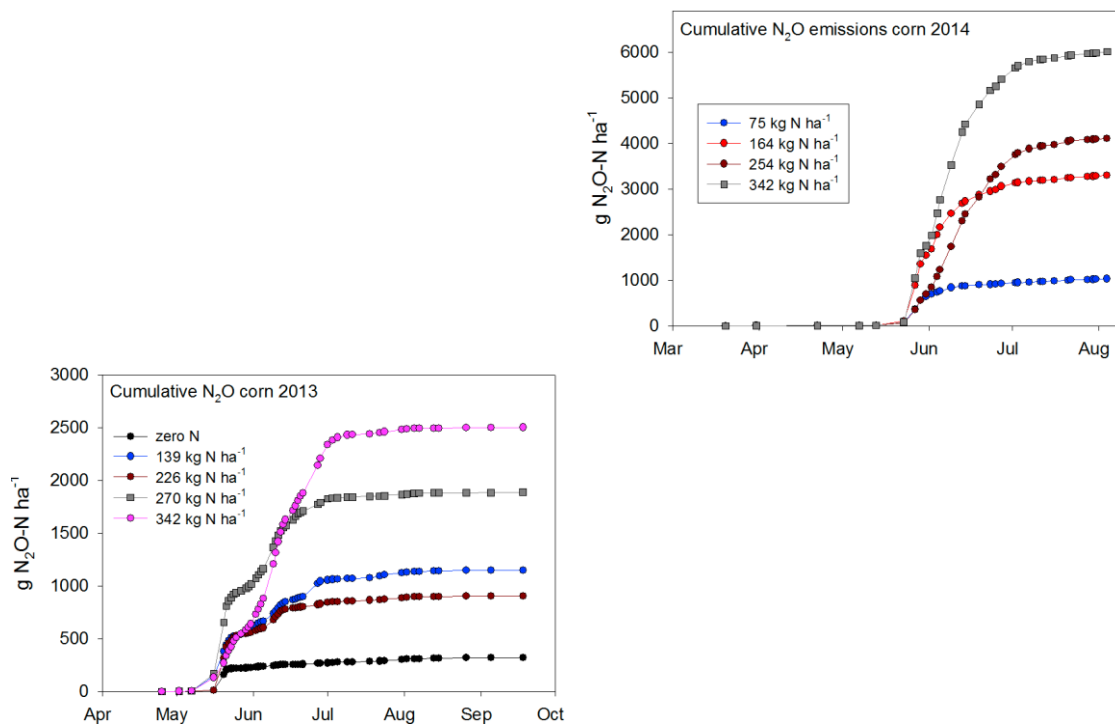 Cumulative N₂O emissions corn 2014
g N₂O-N ha⁻¹
6000
5000
4000
3000
2000
1000
0
75 kg N ha⁻¹
164 kg N ha⁻¹
254 kg N ha⁻¹
342 kg N ha⁻¹
Mar Apr May Jun Jul Aug
Cumulative N₂O corn 2013
g N₂O-N ha⁻¹
3000
2500
2000
1500
1000
500
0
zero N
139 kg N ha⁻¹
226 kg N ha⁻¹
270 kg N ha⁻¹
342 kg N ha⁻¹
Apr May Jun Jul Aug Sep Oct